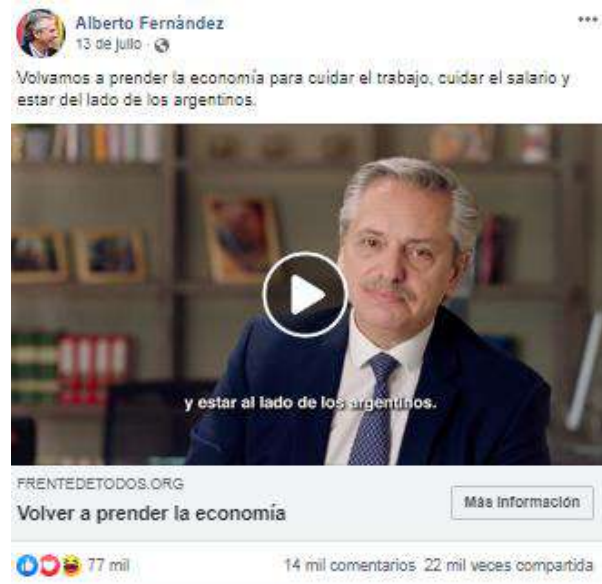 Alberto Fernández
13 de julio ·
Volvamos a prender la economía para cuidar el trabajo, cuidar el salario y
estar del lado de los argentinos.
y estar al lado de los argentinos.
FRENTEDETODOS.ORG
Volver a prender la economía
Más información
77 mil
14 mil comentarios 22 mil veces compartida